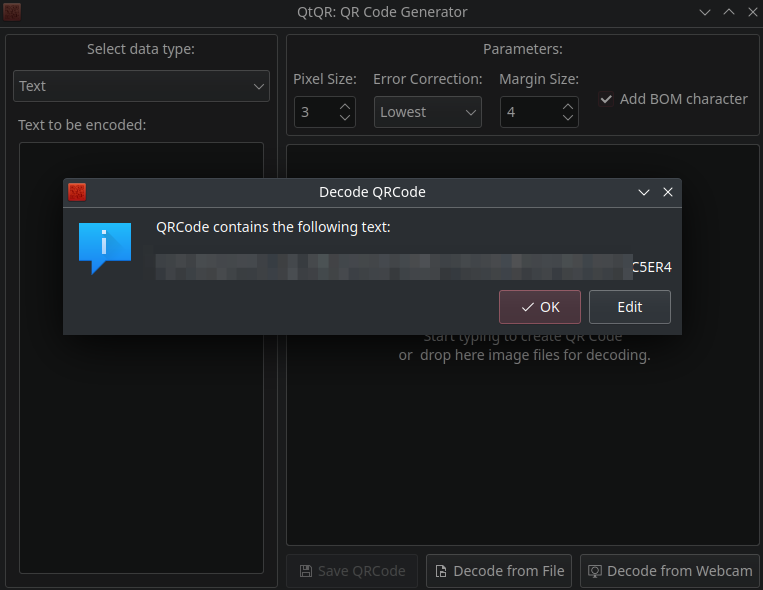 QtQR: QR Code Generator
Select data type:
Text
Text to be encoded:
Parameters:
Pixel Size: Error Correction: Margin Size:
3 Lowest 4 Add BOM character
Decode QRCode
QRCode contains the following text:
C5ER4
OK Edit
Start typing to create QR Code
or drop here image files for decoding.
Save QRCode Decode from File Decode from Webcam